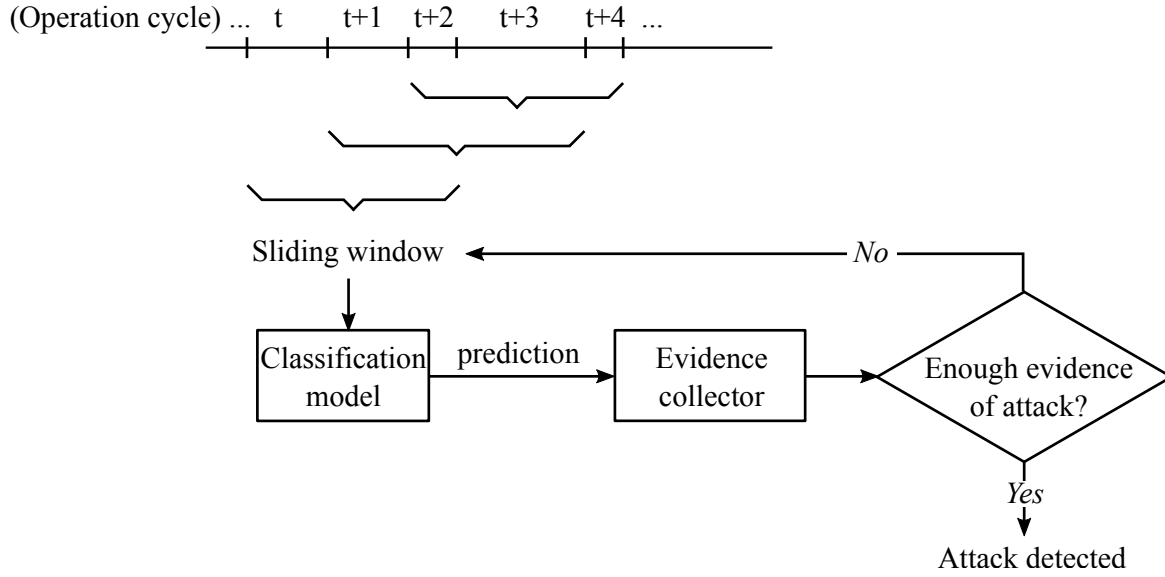 (Operation cycle) ... t t+1 t+2 t+3 t+4 ...
Sliding window
No
Classification
model
prediction
Evidence
collector
Enough evidence
of attack?
Yes
Attack detected